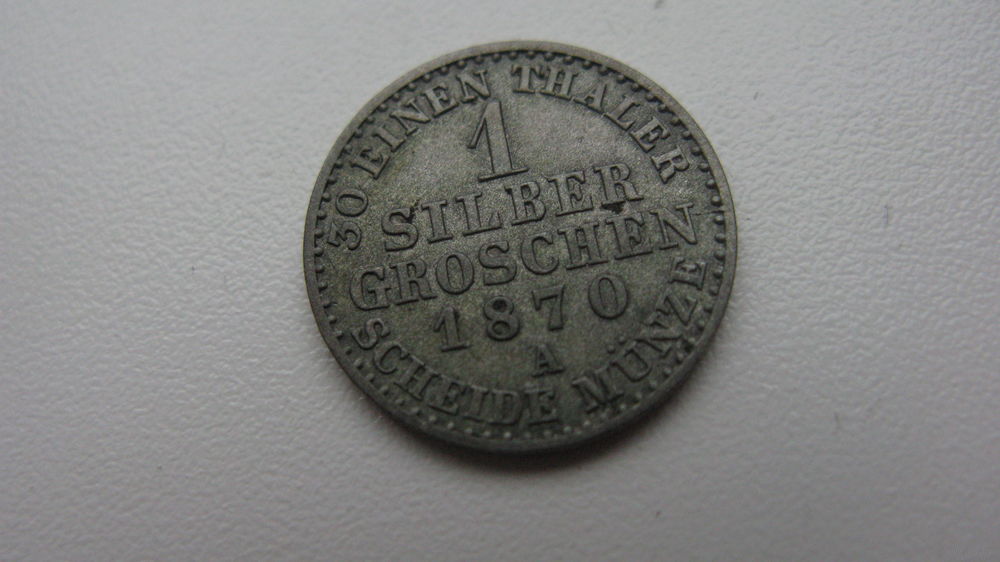 30 EINEN THALER
1
SILBER
GROSCHEN
1870
A
SCHEIDE MÜNZE